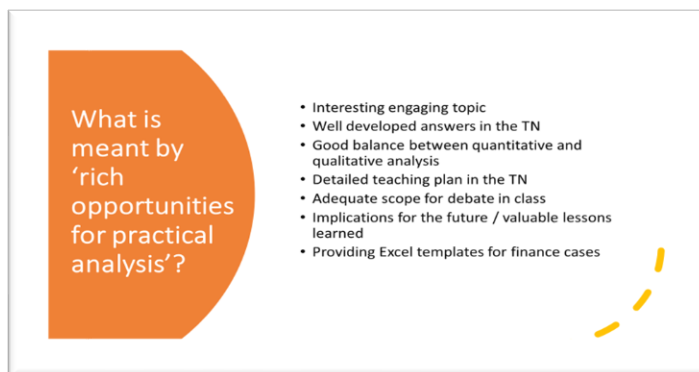 What is
meant by
‘rich
opportunities
for practical
analysis’?
• Interesting engaging topic
• Well developed answers in the TN
• Good balance between quantitative and
qualitative analysis
• Detailed teaching plan in the TN
• Adequate scope for debate in class
• Implications for the future / valuable lessons
learned
• Providing Excel templates for finance cases